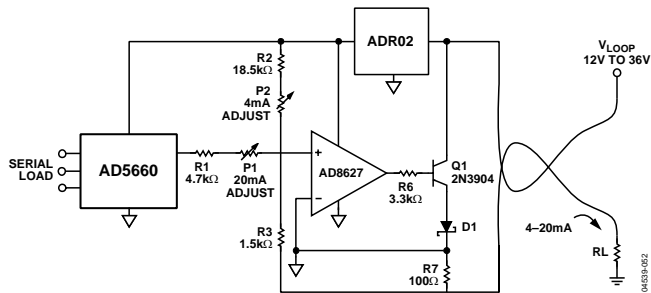 ADR02
R2
18.5kΩ
P2
4mA
ADJUST
V_LOOP
12V TO 36V
SERIAL
LOAD
AD5660
R1
4.7kΩ
P1
20mA
ADJUST
+
AD8627
−
R6
3.3kΩ
Q1
2N3904
D1
R3
1.5kΩ
R7
100Ω
4–20mA
RL
04539-052